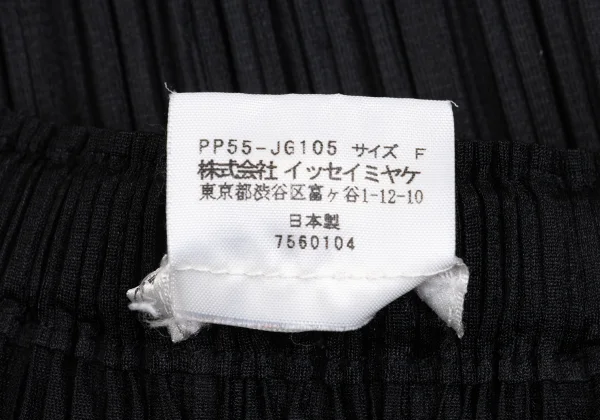 PP55-JG105 サイズ F
株式会社 イッセイミヤケ
東京都渋谷区富ヶ谷1-12-10
日本製
7560104